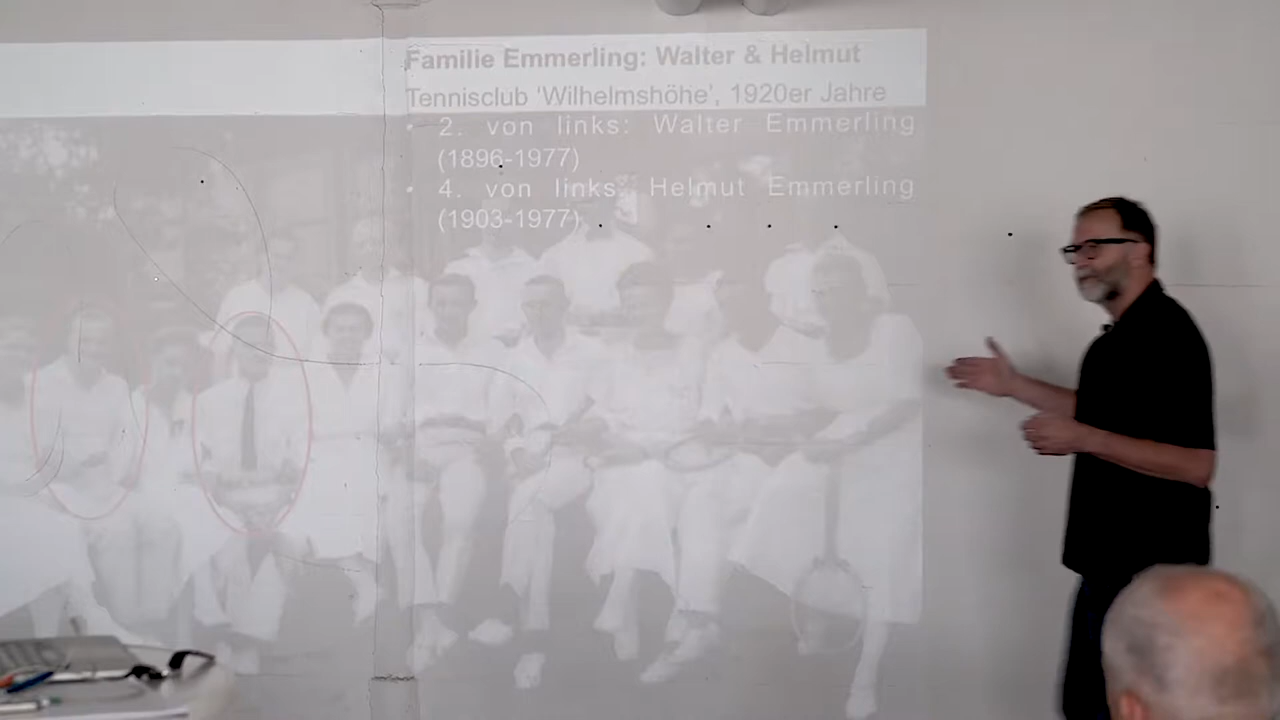 Familie Emmerling: Walter & Helmut
Tennisclub 'Wilhelmshöhe', 1920er Jahre
• 2. von links: Walter Emmerling
(1896-1977)
• 4. von links: Helmut Emmerling
(1903-1977)